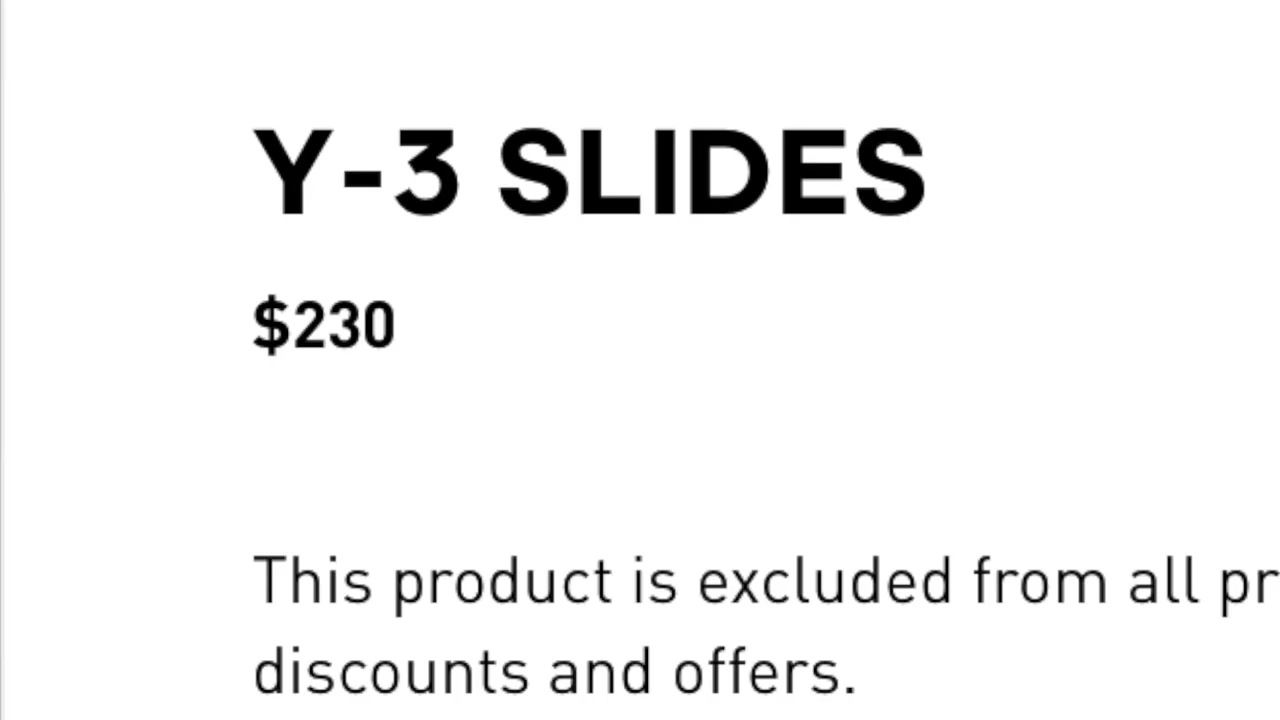 Y-3 SLIDES
$230
This product is excluded from all pr
discounts and offers.